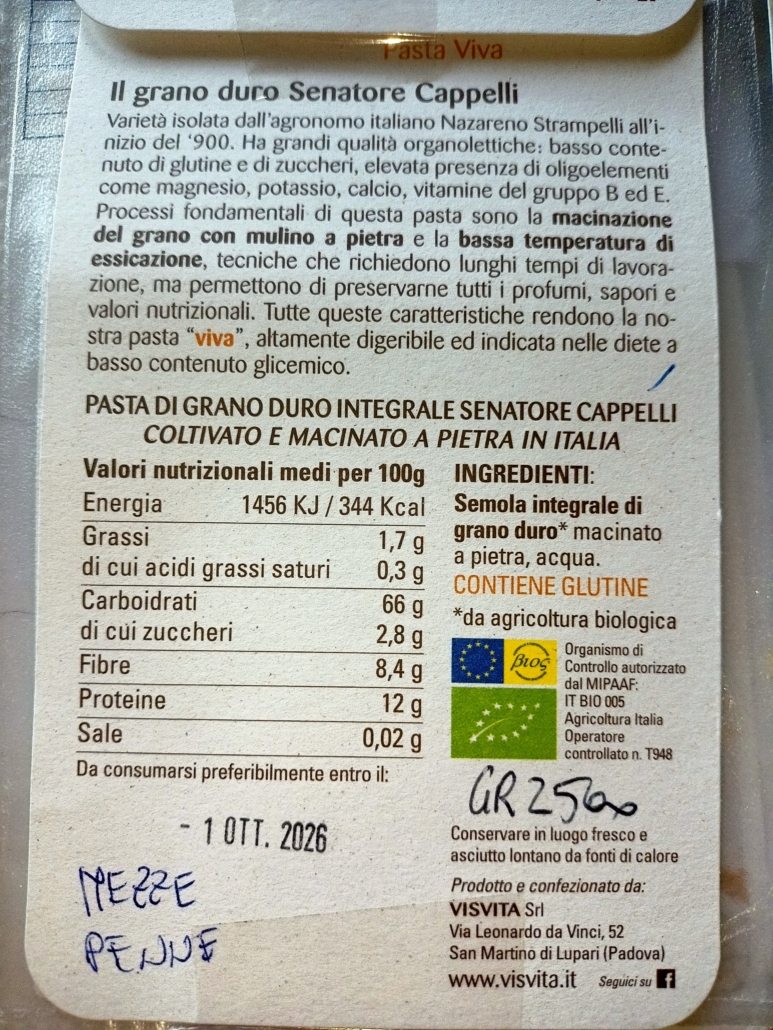 Pasta Viva
Il grano duro Senatore Cappelli
Varietà isolata dall'agronomo italiano Nazareno Strampelli all'i-
nizio del '900. Ha grandi qualità organolettiche: basso conte-
nuto di glutine e di zuccheri, elevata presenza di oligoelementi
come magnesio, potassio, calcio, vitamine del gruppo B ed E.
Processi fondamentali di questa pasta sono la macinazione
del grano con mulino a pietra e la bassa temperatura di
essicazione, tecniche che richiedono lunghi tempi di lavora-
zione, ma permettono di preservarne tutti i profumi, sapori e
valori nutrizionali. Tutte queste caratteristiche rendono la no-
stra pasta "viva", altamente digeribile ed indicata nelle diete a
basso contenuto glicemico.
PASTA DI GRANO DURO INTEGRALE SENATORE CAPPELLI
COLTIVATO E MACINATO A PIETRA IN ITALIA
Valori nutrizionali medi per 100g
Energia 1456 KJ / 344 Kcal
Grassi 1,7 g
di cui acidi grassi saturi 0,3 g
Carboidrati 66 g
di cui zuccheri 2,8 g
Fibre 8,4 g
Proteine 12 g
Sale 0,02 g
Da consumarsi preferibilmente entro il:
- 1 OTT. 2026
MEZZE
PENNE
INGREDIENTI:
Semola integrale di
grano duro* macinato
a pietra, acqua.
CONTIENE GLUTINE
*da agricoltura biologica
βιος
Organismo di
Controllo autorizzato
dal MIPAAF:
IT BIO 005
Agricoltura Italia
Operatore
controllato n. T948
GR 250
Conservare in luogo fresco e
asciutto lontano da fonti di calore
Prodotto e confezionato da:
VISVITA Srl
Via Leonardo da Vinci, 52
San Martino di Lupari (Padova)
www.visvita.it Seguici su f